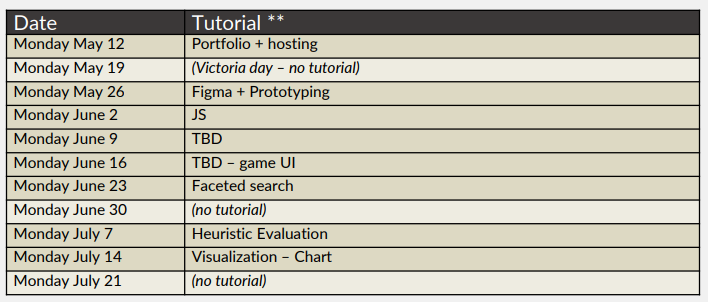 Date Tutorial **
Monday May 12 Portfolio + hosting
Monday May 19 (Victoria day – no tutorial)
Monday May 26 Figma + Prototyping
Monday June 2 JS
Monday June 9 TBD
Monday June 16 TBD – game UI
Monday June 23 Faceted search
Monday June 30 (no tutorial)
Monday July 7 Heuristic Evaluation
Monday July 14 Visualization – Chart
Monday July 21 (no tutorial)